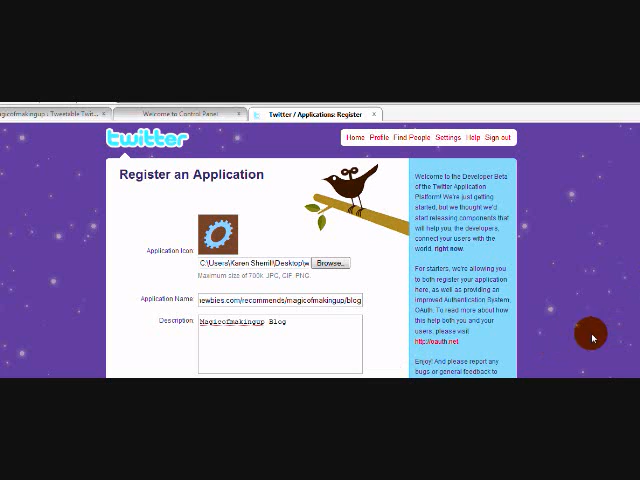 agicofmakingup : Tweetable Twit...
Welcome to Control Panel
Twitter / Applications: Register
twitter
Home Profile Find People Settings Help Sign out
Register an Application
Application Icon:
C:\Users\Karen Sherril\Desktop\w
Browse...
Maximum size of 700k. JPG, GIF, PNG.
Application Name:
newbies.com/recommends/magicofmakingup/blog
Description:
Magicofmakingup Blog
Welcome to the Developer Beta
of the Twitter Application
Platform! We're just getting
started, but we thought we'd
start releasing components that
will help you, the developers,
connect your users with the
world, right now.
For starters, we're allowing you
to both register your application
here, as well as providing an
improved Authentication System,
OAuth. To read more about how
this help both you and your
users, please visit
http://oauth.net
Enjoy! And please report any
bugs or general feedback to